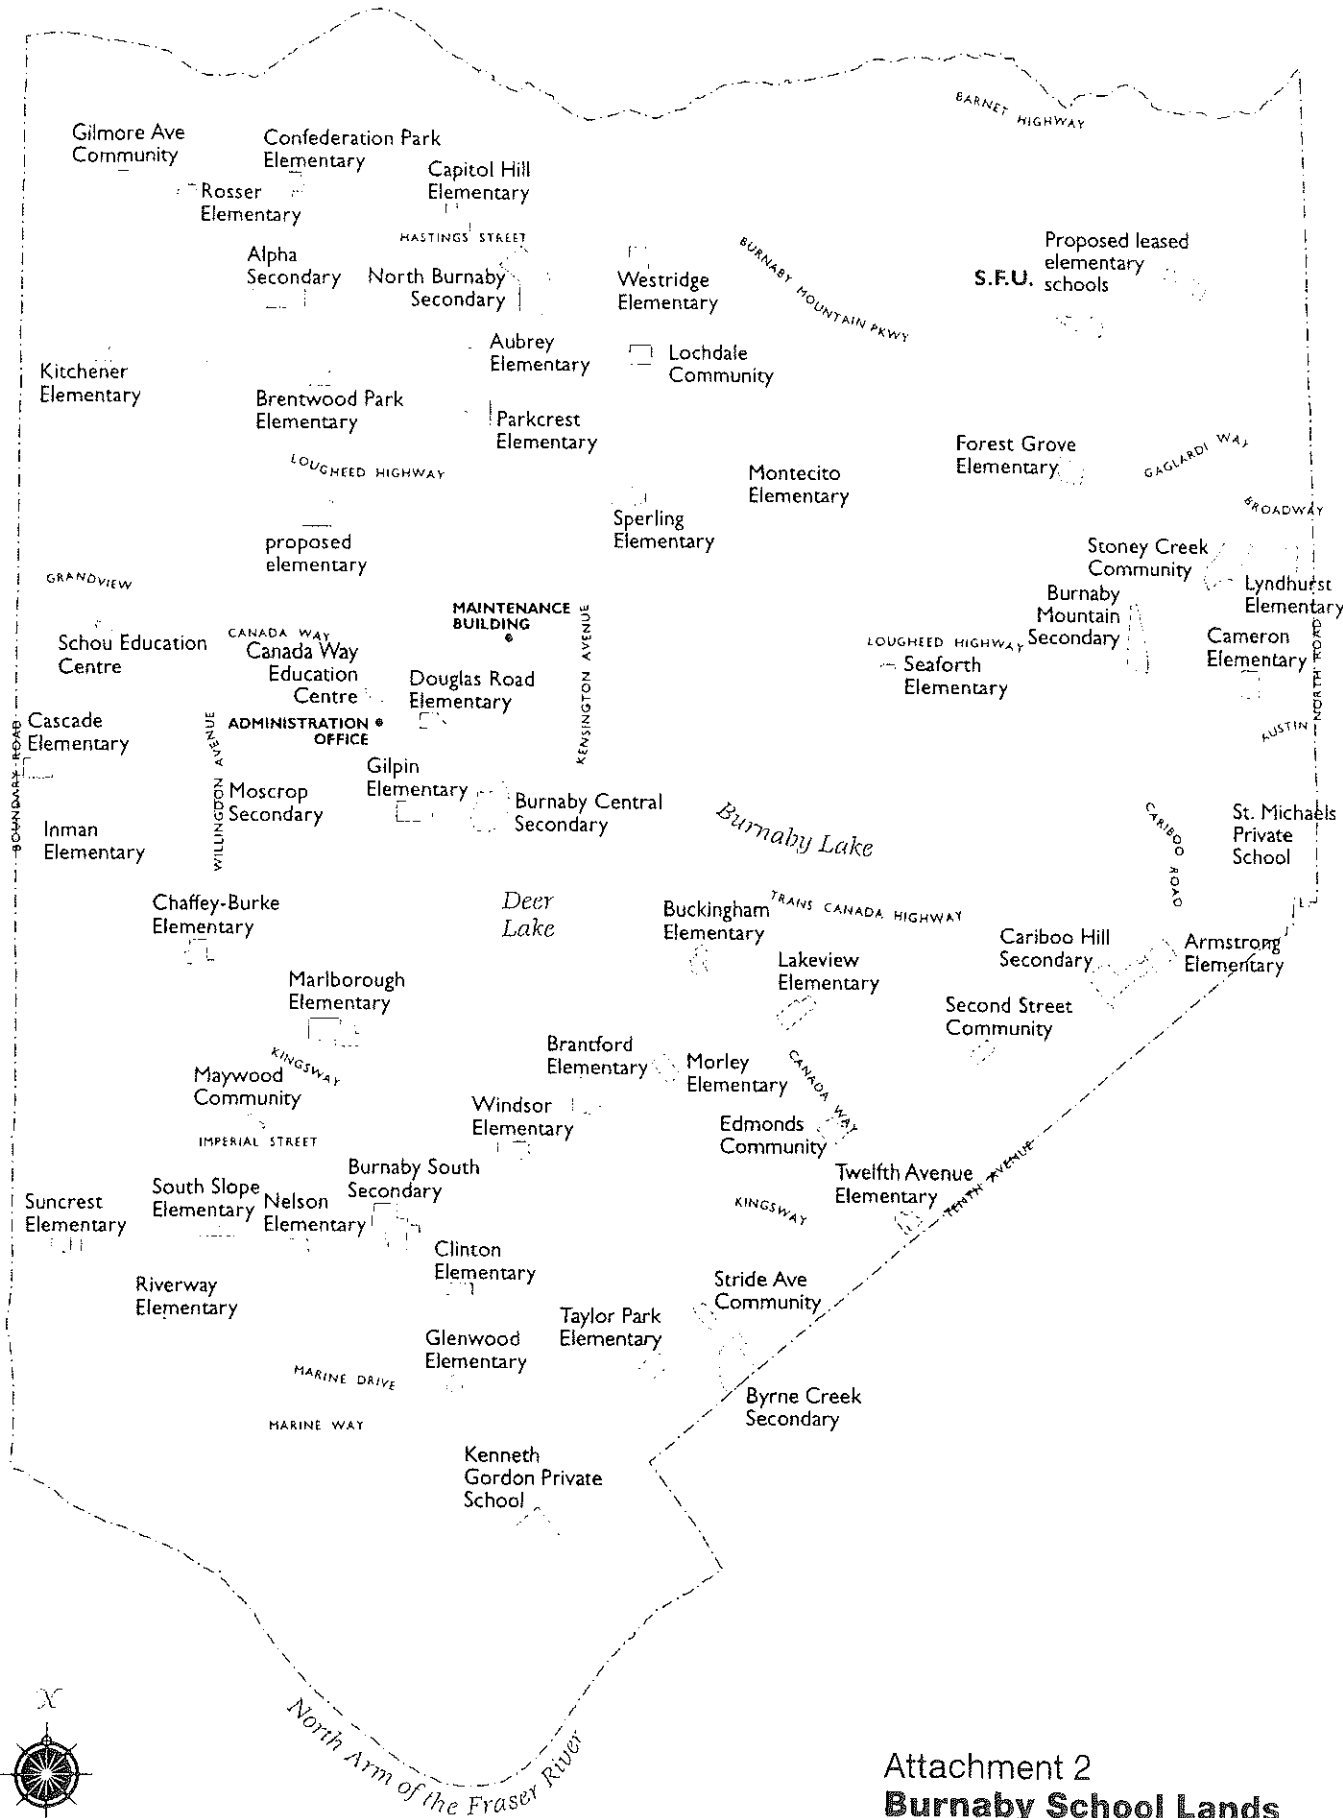 BARNET HIGHWAY
Gilmore Ave
Community
Confederation Park
Elementary
Capitol Hill
Elementary
Rosser
Elementary
HASTINGS STREET
Alpha
Secondary
North Burnaby
Secondary
Westridge
Elementary
BURNABY MOUNTAIN PKWY
S.F.U.
Proposed leased
elementary
schools
Kitchener
Elementary
Aubrey
Elementary
Lochdale
Community
Brentwood Park
Elementary
Parkcrest
Elementary
LOUGHEED HIGHWAY
Montecito
Elementary
Forest Grove
Elementary
GAGLARDI WAY
BROADWAY
Sperling
Elementary
proposed
elementary
Stoney Creek
Community
Lyndhurst
Elementary
GRANDVIEW
MAINTENANCE
BUILDING
KENSINGTON AVENUE
Burnaby
Mountain
Secondary
Schou Education
Centre
CANADA WAY
Canada Way
Education
Centre
LOUGHEED HIGHWAY
Seaforth
Elementary
Cameron
Elementary
NORTH ROAD
Douglas Road
Elementary
Cascade
Elementary
BOUNDARY ROAD
WILLINGDON AVENUE
ADMINISTRATION
OFFICE
AUSTIN
Gilpin
Elementary
Moscrop
Secondary
Burnaby Central
Secondary
Burnaby Lake
CARIBOO ROAD
St. Michaels
Private
School
Inman
Elementary
Chaffey-Burke
Elementary
Deer
Lake
Buckingham
Elementary
TRANS CANADA HIGHWAY
Cariboo Hill
Secondary
Armstrong
Elementary
Lakeview
Elementary
Marlborough
Elementary
Second Street
Community
KINGSWAY
Brantford
Elementary
Morley
Elementary
CANADA WAY
Maywood
Community
Windsor
Elementary
Edmonds
Community
IMPERIAL STREET
TENTH AVENUE
Burnaby South
Secondary
Twelfth Avenue
Elementary
Suncrest
Elementary
South Slope
Elementary
Nelson
Elementary
KINGSWAY
Clinton
Elementary
Riverway
Elementary
Stride Ave
Community
Taylor Park
Elementary
Glenwood
Elementary
MARINE DRIVE
Byrne Creek
Secondary
MARINE WAY
Kenneth
Gordon Private
School
N
North Arm of the Fraser River
Attachment 2
Burnaby School Lands